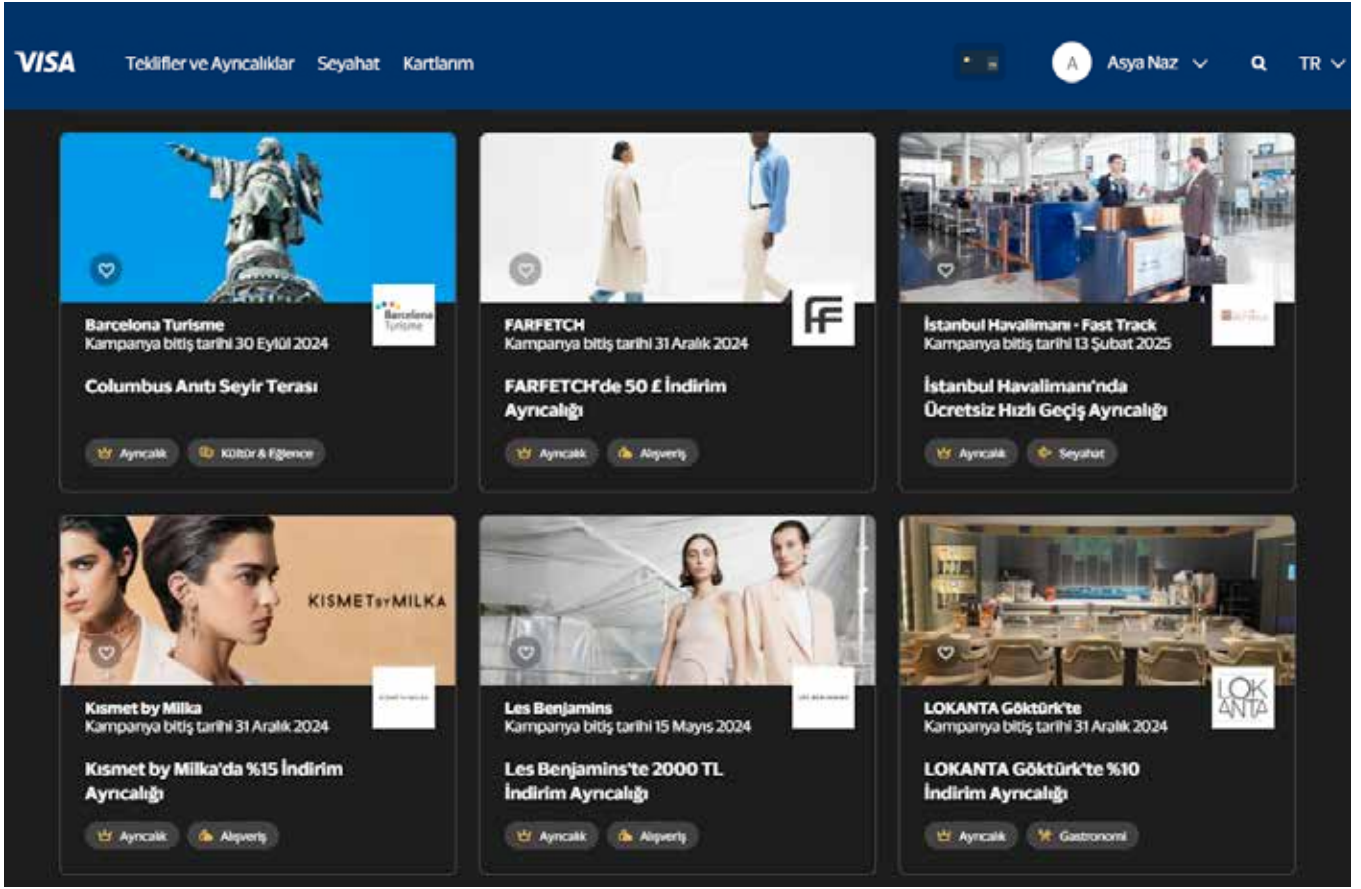 VISA Teklifler ve Ayrıcalıklar Seyahat Kartlarım A Asya Naz TR
Barcelona
Turisme
Barcelona Turisme
Kampanya bitiş tarihi 30 Eylül 2024
Columbus Anıtı Seyir Terası
Ayrıcalık Kültür & Eğlence
FARFETCH
Kampanya bitiş tarihi 31 Aralık 2024
FARFETCH'de 50 £ İndirim
Ayrıcalığı
Ayrıcalık Alışveriş
İstanbul Havalimanı - Fast Track
Kampanya bitiş tarihi 13 Şubat 2025
İstanbul Havalimanı'nda
Ücretsiz Hızlı Geçiş Ayrıcalığı
Ayrıcalık Seyahat
KISMET BY MILKA
KISMET BY MILKA
Kısmet by Milka
Kampanya bitiş tarihi 31 Aralık 2024
Kısmet by Milka'da %15 İndirim
Ayrıcalığı
Ayrıcalık Alışveriş
LES BENJAMINS
Les Benjamins
Kampanya bitiş tarihi 15 Mayıs 2024
Les Benjamins'te 2000 TL
İndirim Ayrıcalığı
Ayrıcalık Alışveriş
LOK
ANTA
LOKANTA Göktürk'te
Kampanya bitiş tarihi 31 Aralık 2024
LOKANTA Göktürk'te %10
İndirim Ayrıcalığı
Ayrıcalık Gastronomi